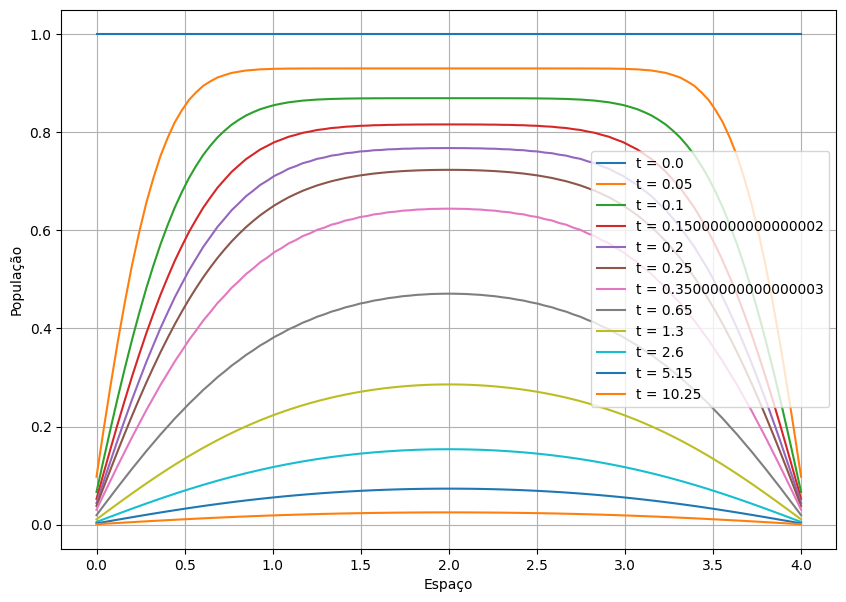 1.0
0.8
0.6
0.4
0.2
0.0
População
0.0 0.5 1.0 1.5 2.0 2.5 3.0 3.5 4.0
Espaço
t = 0.0
t = 0.05
t = 0.1
t = 0.15000000000000002
t = 0.2
t = 0.25
t = 0.35000000000000003
t = 0.65
t = 1.3
t = 2.6
t = 5.15
t = 10.25